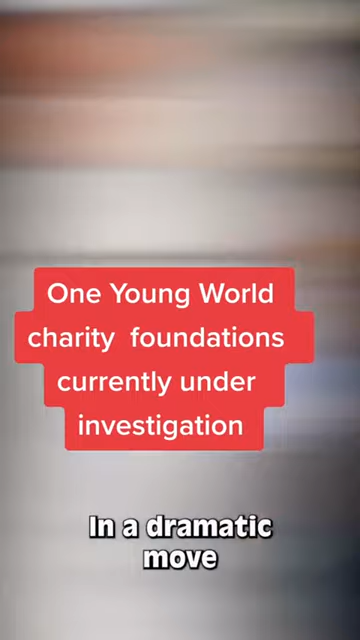 One Young World
charity foundations
currently under
investigation
In a dramatic
move